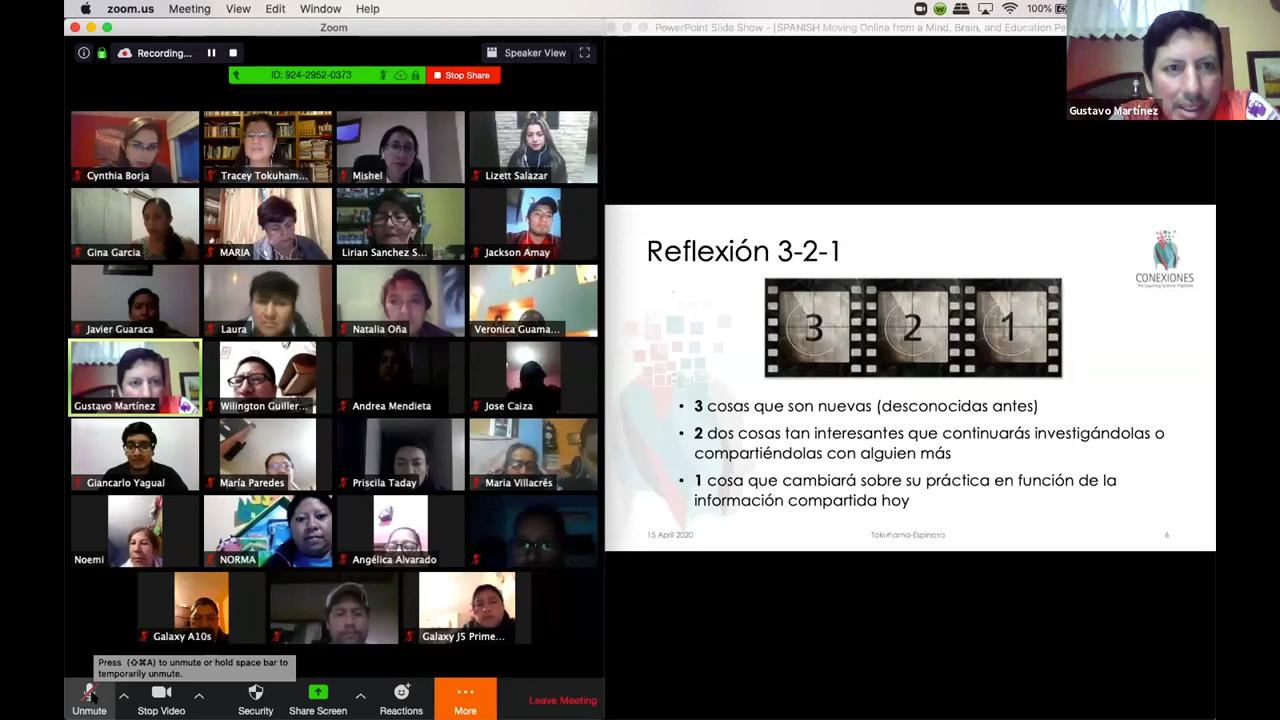 zoom.us Meeting View Edit Window Help
100%
Zoom
PowerPoint Slide Show - [SPANISH Moving Online from a Mind, Brain, and Education Pe
Recording...
Speaker View
ID: 924-2952-0373
Stop Share
Gustavo Martínez
Cynthia Borja
Tracey Tokuham...
Mishel
Lizett Salazar
Gina Garcia
MARIA
Lirian Sanchez S...
Jackson Amay
Javier Guaraca
Laura
Natalia Oña
Veronica Guama...
Gustavo Martínez
Wilington Guiller...
Andrea Mendieta
Jose Caiza
Giancarlo Yagual
María Paredes
Priscila Taday
Maria Villacrés
Noemi
NORMA
Angélica Alvarado
Galaxy A10s
Galaxy J5 Prime...
Press (⇧⌘A) to unmute or hold space bar to
temporarily unmute.
Unmute
Stop Video
Security
Share Screen
Reactions
More
Leave Meeting
Reflexión 3-2-1
CONEXIONES
The Learning Science Platform
3 2 1
• 3 cosas que son nuevas (desconocidas antes)
• 2 dos cosas tan interesantes que continuarás investigándolas o
compartiéndolas con alguien más
• 1 cosa que cambiará sobre su práctica en función de la
información compartida hoy
15 April 2020
Tokuhama-Espinosa
6